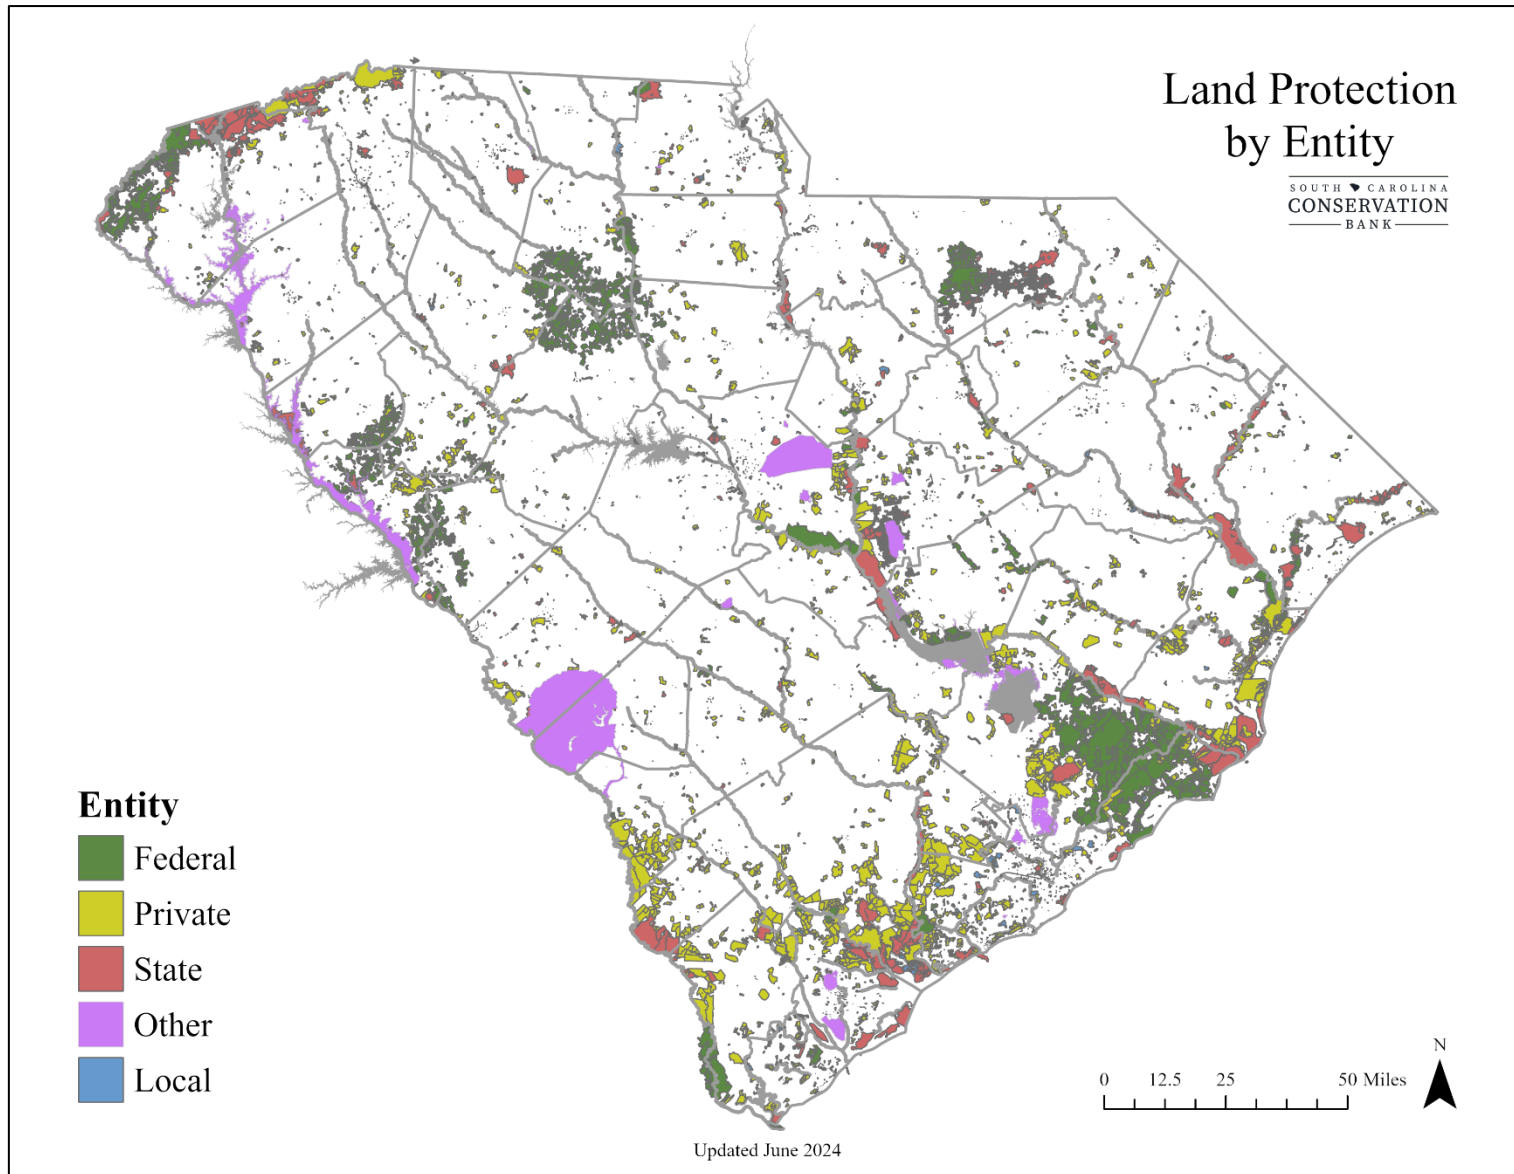 Land Protection
by Entity
SOUTH CAROLINA
CONSERVATION
BANK
Entity
Federal
Private
State
Other
Local
N
0 12.5 25 50 Miles
Updated June 2024